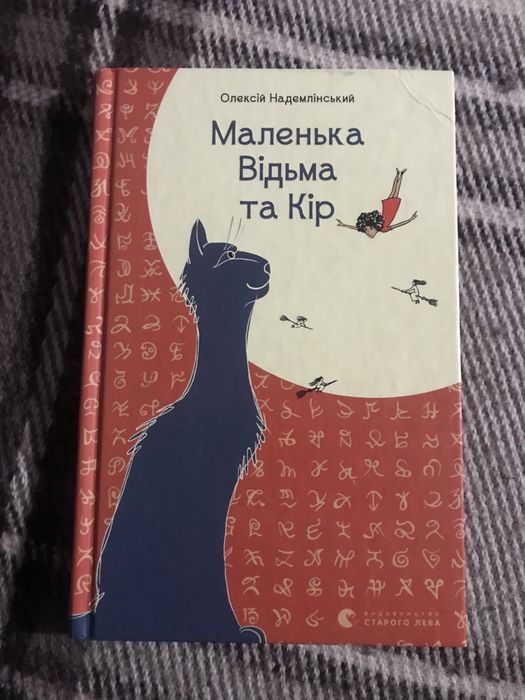 Олексій Надемлінський
Маленька
Відьма
та Кір
видавництво
СТАРОГО ЛЕВА